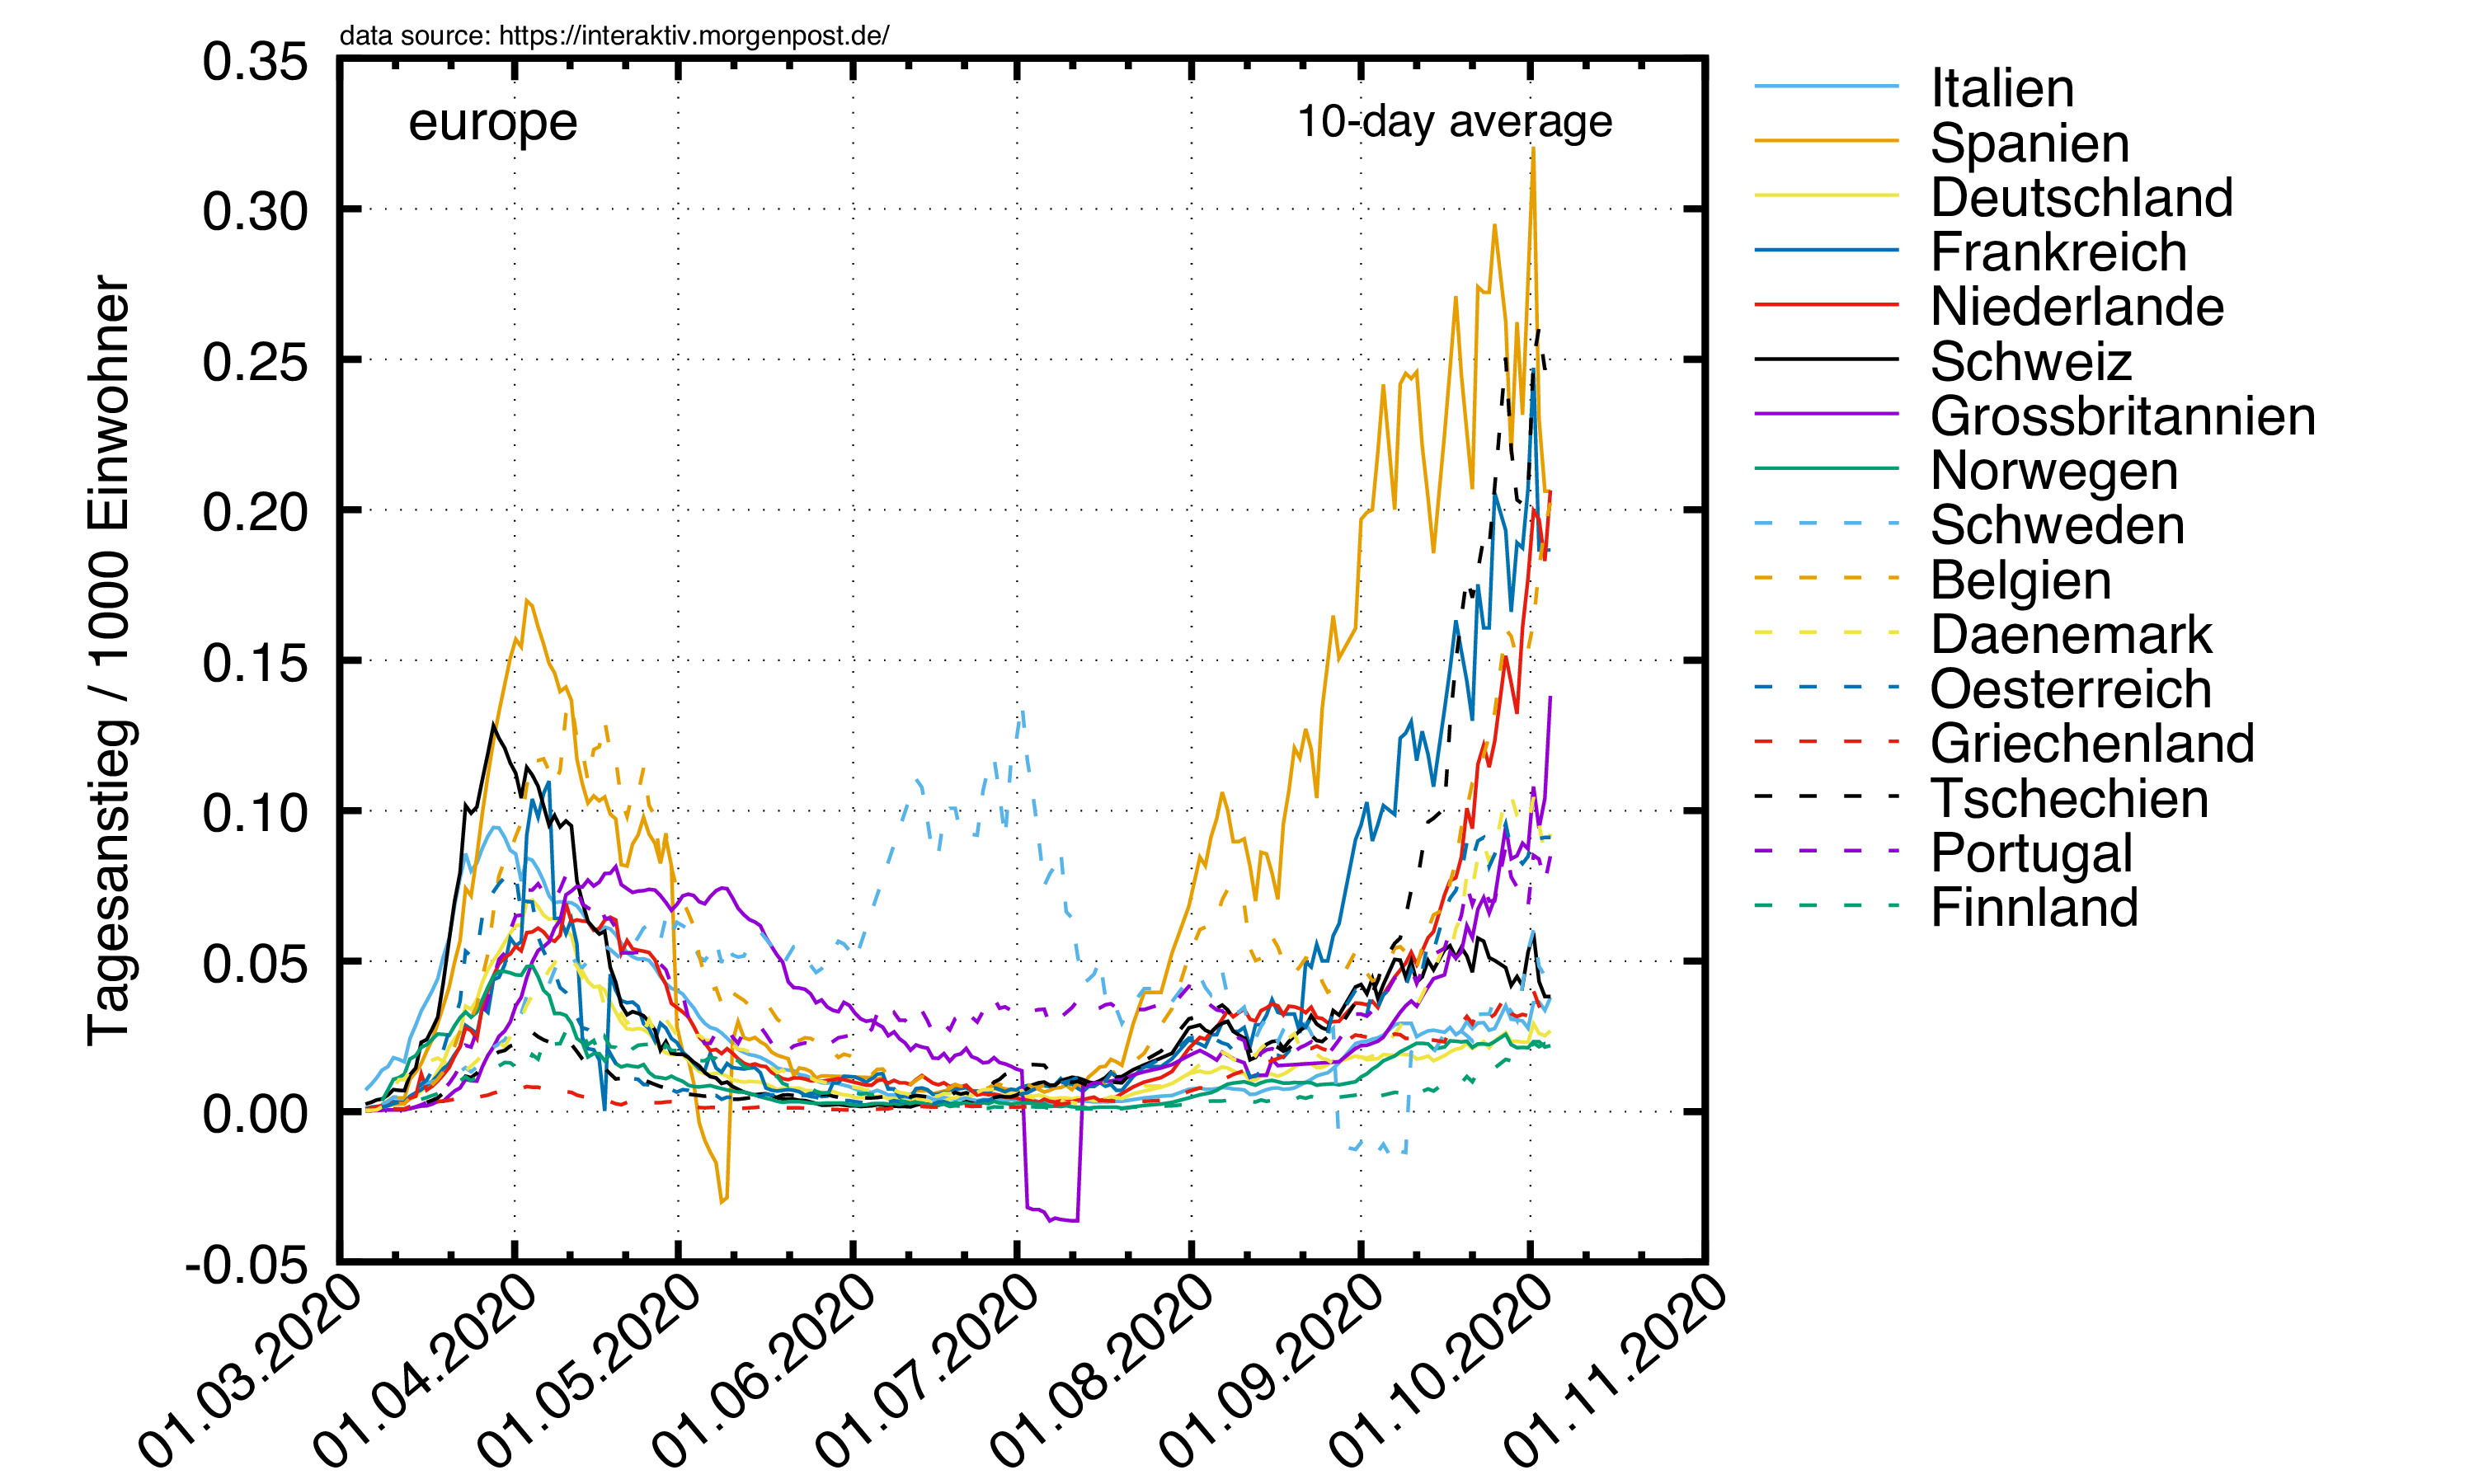 data source: https://interaktiv.morgenpost.de/
europe
10-day average
Tagesanstieg / 1000 Einwohner
0.35
0.30
0.25
0.20
0.15
0.10
0.05
0.00
-0.05
01.03.2020
01.04.2020
01.05.2020
01.06.2020
01.07.2020
01.08.2020
01.09.2020
01.10.2020
01.11.2020
Italien
Spanien
Deutschland
Frankreich
Niederlande
Schweiz
Grossbritannien
Norwegen
Schweden
Belgien
Daenemark
Oesterreich
Griechenland
Tschechien
Portugal
Finnland